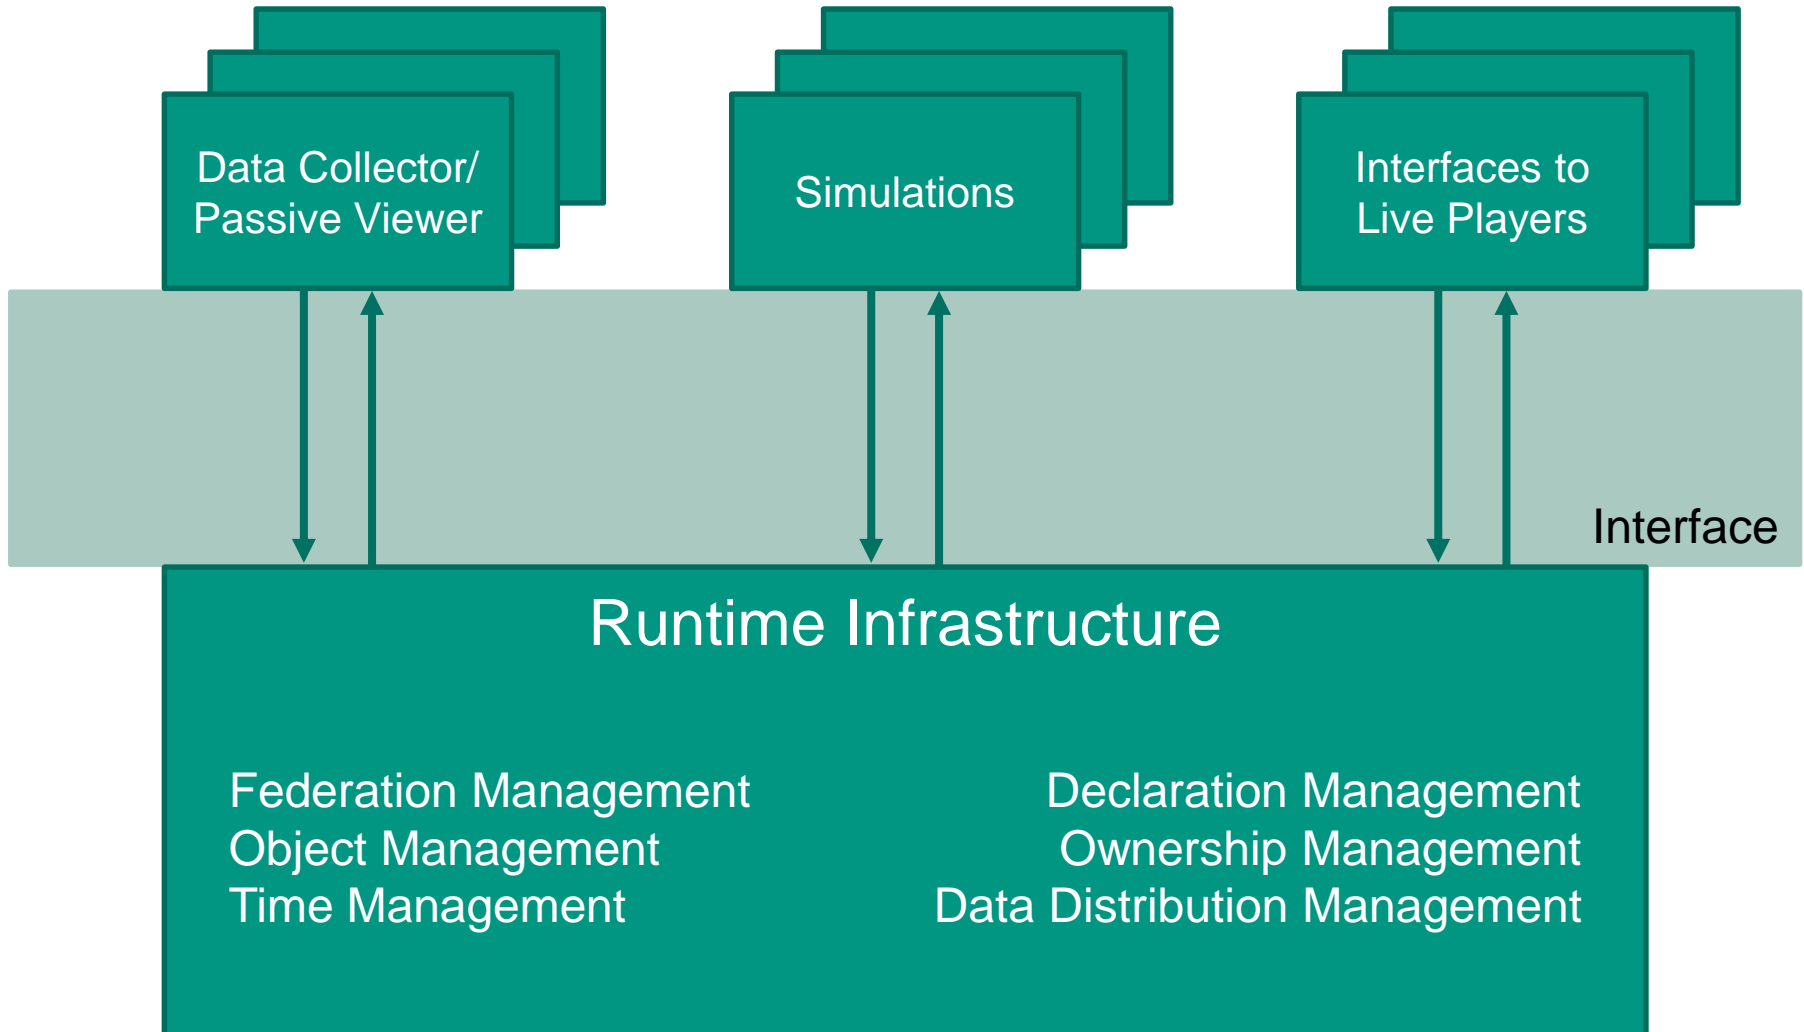 Data Collector/
Passive Viewer
Simulations
Interfaces to
Live Players
Interface
Runtime Infrastructure
Federation Management
Object Management
Time Management
Declaration Management
Ownership Management
Data Distribution Management